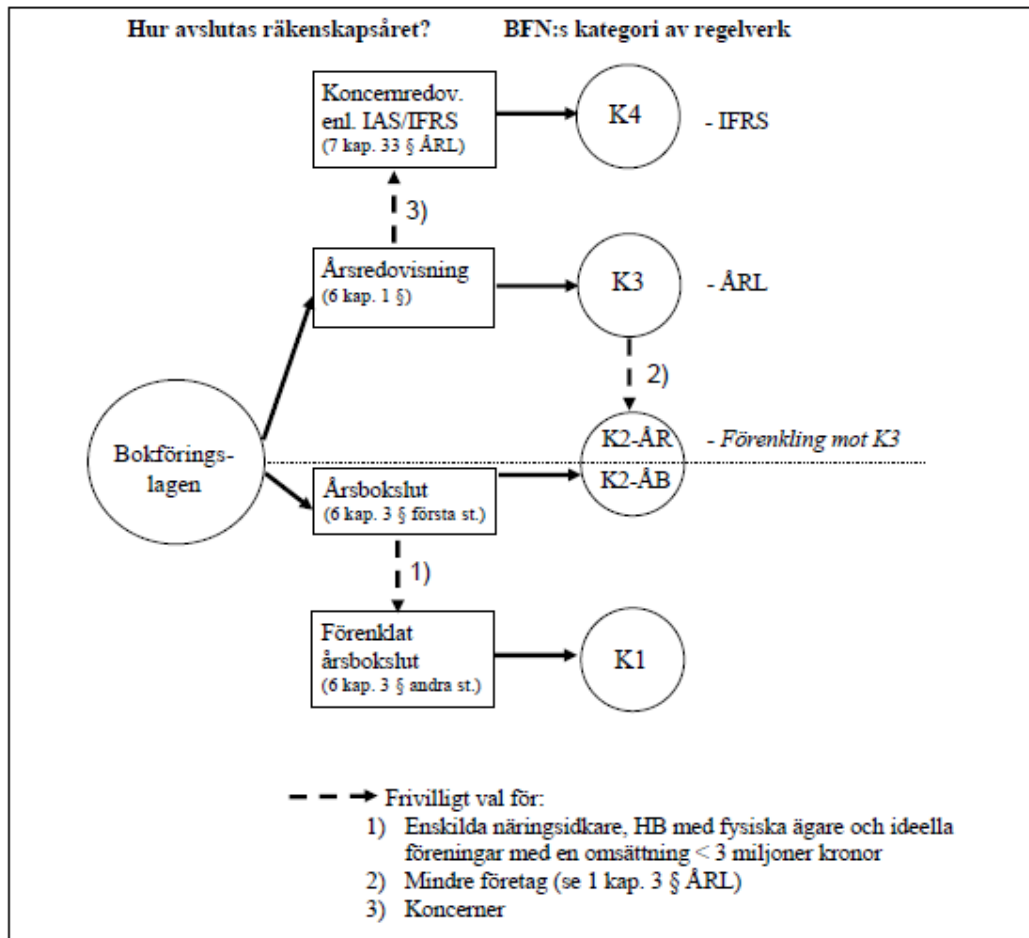 Hur avslutas räkenskapsåret?
BFN:s kategori av regelverk
Koncernredov.
enl. IAS/IFRS
(7 kap. 33 § ÅRL)
K4
- IFRS
3)
Årsredovisning
(6 kap. 1 §)
K3
- ÅRL
2)
Bokförings-
lagen
K2-ÅR
- Förenkling mot K3
K2-ÅB
Årsbokslut
(6 kap. 3 § första st.)
1)
Förenklat
årsbokslut
(6 kap. 3 § andra st.)
K1
Frivilligt val för:
1) Enskilda näringsidkare, HB med fysiska ägare och ideella
föreningar med en omsättning < 3 miljoner kronor
2) Mindre företag (se 1 kap. 3 § ÅRL)
3) Koncerner